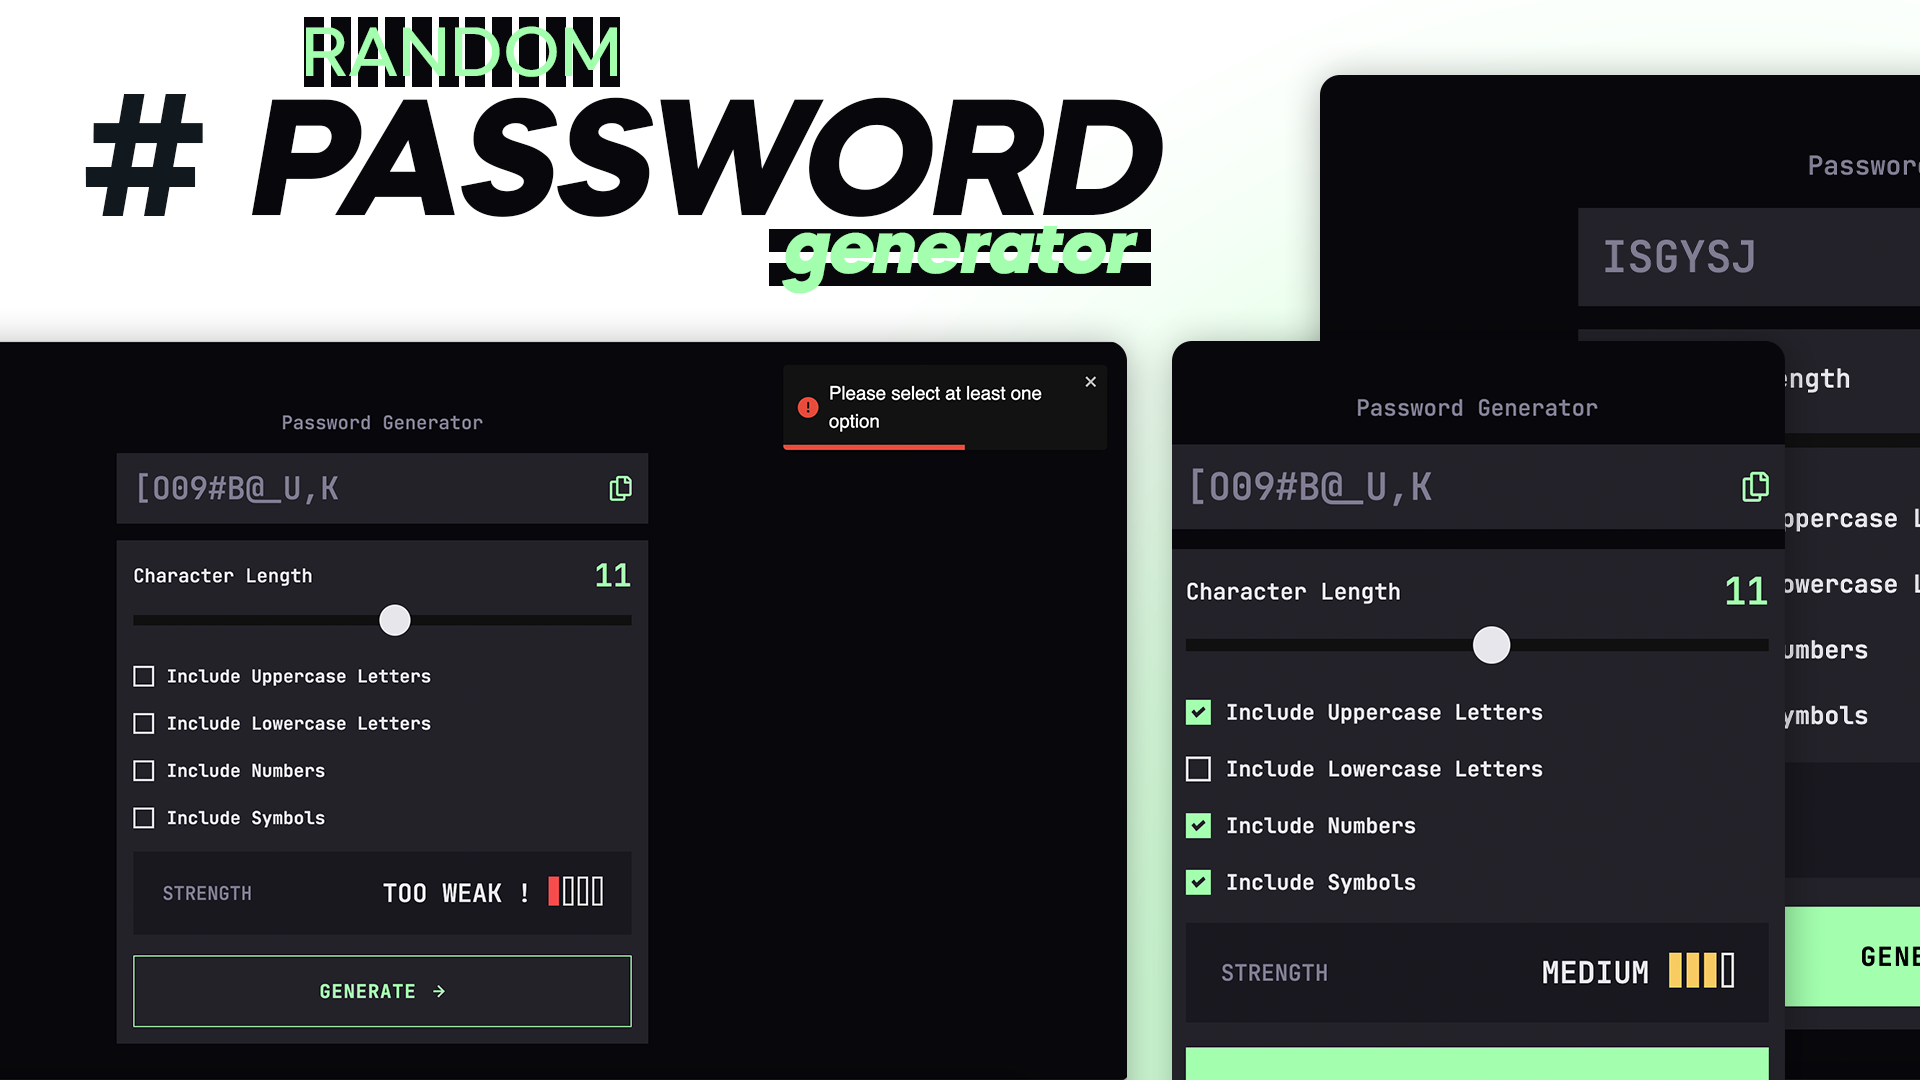 RANDOM
# PASSWORD
generator
Password Generator
[O09#B@_U,K
Character Length
11
Include Uppercase Letters
Include Lowercase Letters
Include Numbers
Include Symbols
STRENGTH
TOO WEAK !
GENERATE →
Please select at least one
option
Password Generator
[O09#B@_U,K
Character Length
11
Include Uppercase Letters
Include Lowercase Letters
Include Numbers
Include Symbols
STRENGTH
MEDIUM
Passwor
ISGYSJ
ength
ppercase L
owercase L
umbers
ymbols
GENE